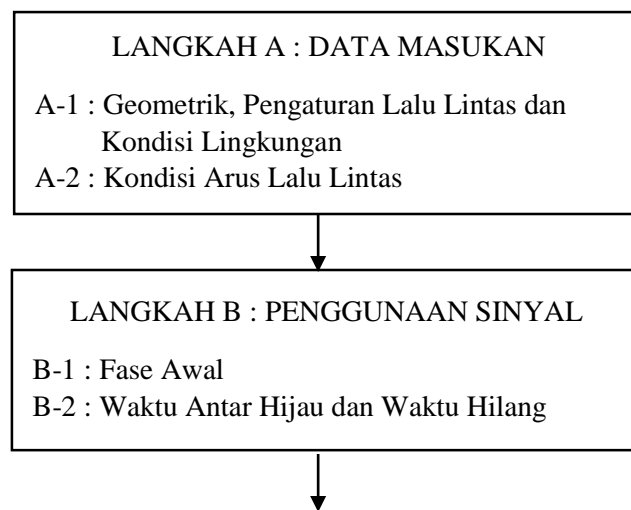 LANGKAH A : DATA MASUKAN
A-1 : Geometrik, Pengaturan Lalu Lintas dan
Kondisi Lingkungan
A-2 : Kondisi Arus Lalu Lintas
LANGKAH B : PENGGUNAAN SINYAL
B-1 : Fase Awal
B-2 : Waktu Antar Hijau dan Waktu Hilang